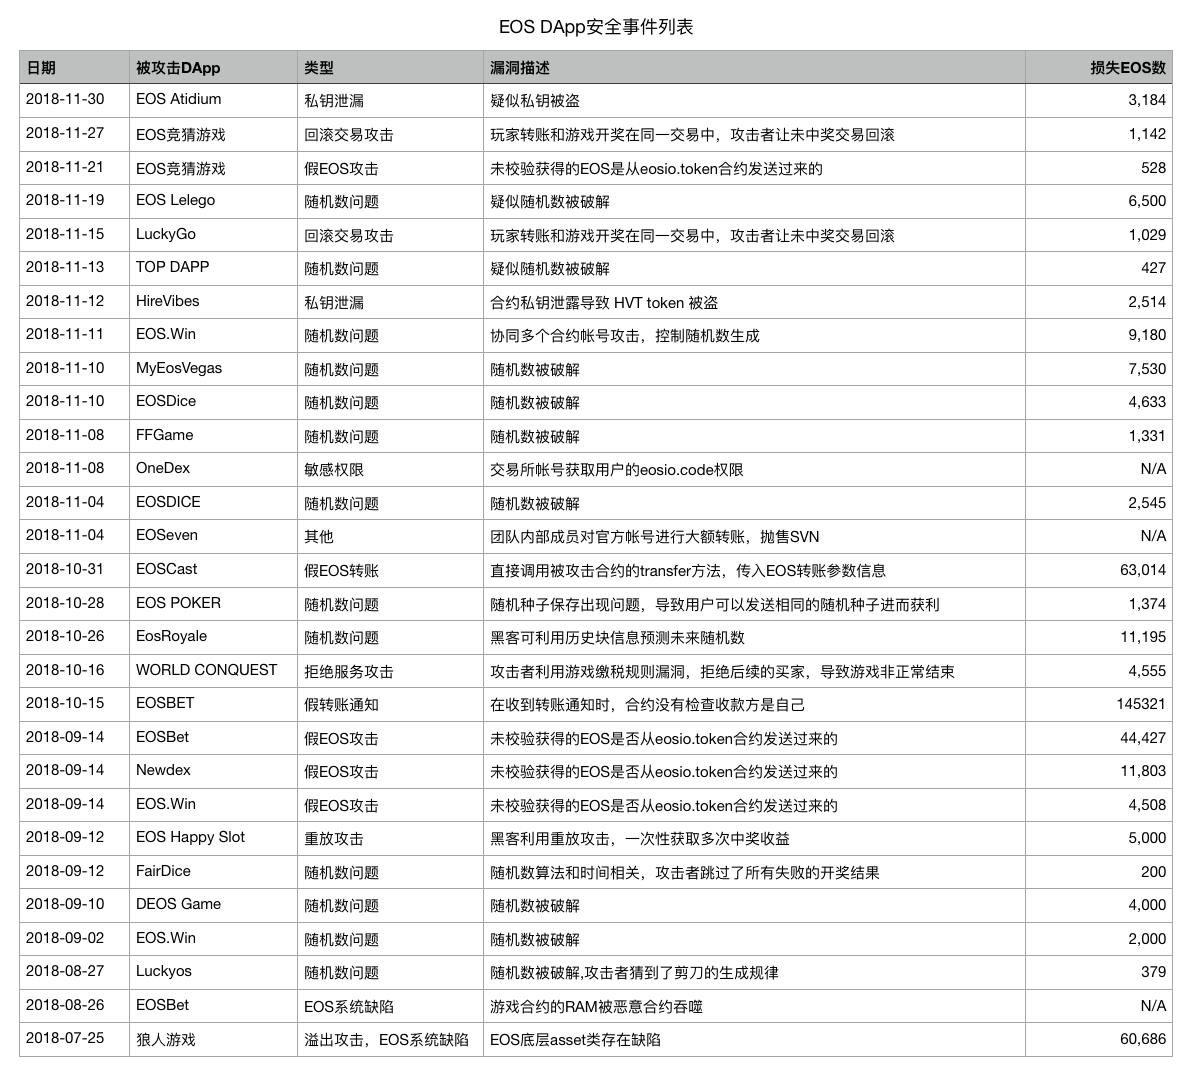 EOS DApp安全事件列表
日期 被攻击DApp 类型 漏洞描述 损失EOS数
2018-11-30 EOS Atidium 私钥泄漏 疑似私钥被盗 3,184
2018-11-27 EOS竞猜游戏 回滚交易攻击 玩家转账和游戏开奖在同一交易中，攻击者让未中奖交易回滚 1,142
2018-11-21 EOS竞猜游戏 假EOS攻击 未校验获得的EOS是从eosio.token合约发送过来的 528
2018-11-19 EOS Lelego 随机数问题 疑似随机数被破解 6,500
2018-11-15 LuckyGo 回滚交易攻击 玩家转账和游戏开奖在同一交易中，攻击者让未中奖交易回滚 1,029
2018-11-13 TOP DAPP 随机数问题 疑似随机数被破解 427
2018-11-12 HireVibes 私钥泄漏 合约私钥泄露导致 HVT token 被盗 2,514
2018-11-11 EOS.Win 随机数问题 协同多个合约帐号攻击，控制随机数生成 9,180
2018-11-10 MyEosVegas 随机数问题 随机数被破解 7,530
2018-11-10 EOSDice 随机数问题 随机数被破解 4,633
2018-11-08 FFGame 随机数问题 随机数被破解 1,331
2018-11-08 OneDex 敏感权限 交易所帐号获取用户的eosio.code权限 N/A
2018-11-04 EOSDICE 随机数问题 随机数被破解 2,545
2018-11-04 EOSeven 其他 团队内部成员对官方帐号进行大额转账，抛售SVN N/A
2018-10-31 EOSCast 假EOS转账 直接调用被攻击合约的transfer方法，传入EOS转账参数信息 63,014
2018-10-28 EOS POKER 随机数问题 随机种子保存出现问题，导致用户可以发送相同的随机种子进而获利 1,374
2018-10-26 EosRoyale 随机数问题 黑客可利用历史块信息预测未来随机数 11,195
2018-10-16 WORLD CONQUEST 拒绝服务攻击 攻击者利用游戏缴税规则漏洞，拒绝后续的买家，导致游戏非正常结束 4,555
2018-10-15 EOSBET 假转账通知 在收到转账通知时，合约没有检查收款方是自己 145321
2018-09-14 EOSBet 假EOS攻击 未校验获得的EOS是否从eosio.token合约发送过来的 44,427
2018-09-14 Newdex 假EOS攻击 未校验获得的EOS是否从eosio.token合约发送过来的 11,803
2018-09-14 EOS.Win 假EOS攻击 未校验获得的EOS是否从eosio.token合约发送过来的 4,508
2018-09-12 EOS Happy Slot 重放攻击 黑客利用重放攻击，一次性获取多次中奖收益 5,000
2018-09-12 FairDice 随机数问题 随机数算法和时间相关，攻击者跳过了所有失败的开奖结果 200
2018-09-10 DEOS Game 随机数问题 随机数被破解 4,000
2018-09-02 EOS.Win 随机数问题 随机数被破解 2,000
2018-08-27 Luckyos 随机数问题 随机数被破解,攻击者猜到了剪刀的生成规律 379
2018-08-26 EOSBet EOS系统缺陷 游戏合约的RAM被恶意合约吞噬 N/A
2018-07-25 狼人游戏 溢出攻击，EOS系统缺陷 EOS底层asset类存在缺陷 60,686